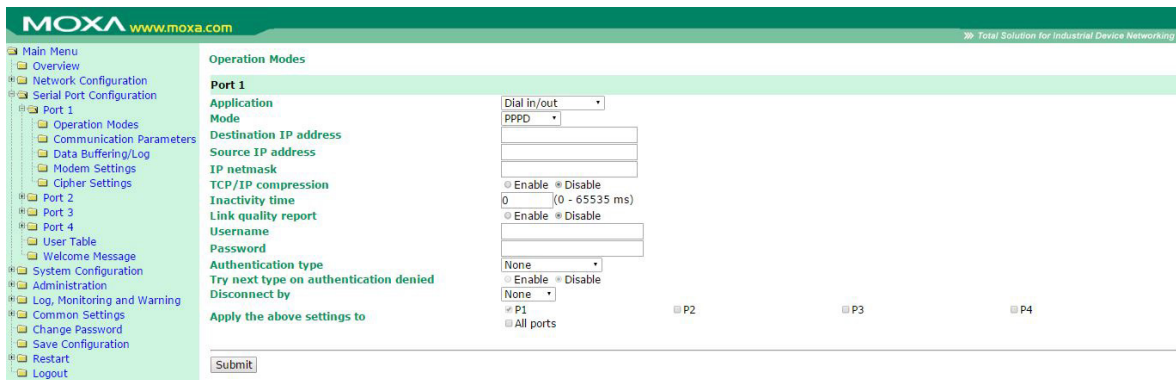 MOXA www.moxa.com
Total Solution for Industrial Device Networking
Main Menu
Overview
Network Configuration
Serial Port Configuration
Port 1
Operation Modes
Communication Parameters
Data Buffering/Log
Modem Settings
Cipher Settings
Port 2
Port 3
Port 4
User Table
Welcome Message
System Configuration
Administration
Log, Monitoring and Warning
Common Settings
Change Password
Save Configuration
Restart
Logout
Operation Modes
Port 1
Application Dial in/out
Mode PPPD
Destination IP address
Source IP address
IP netmask
TCP/IP compression Enable Disable
Inactivity time 0 (0 - 65535 ms)
Link quality report Enable Disable
Username
Password
Authentication type None
Try next type on authentication denied Enable Disable
Disconnect by None
Apply the above settings to P1 P2 P3 P4
All ports
Submit